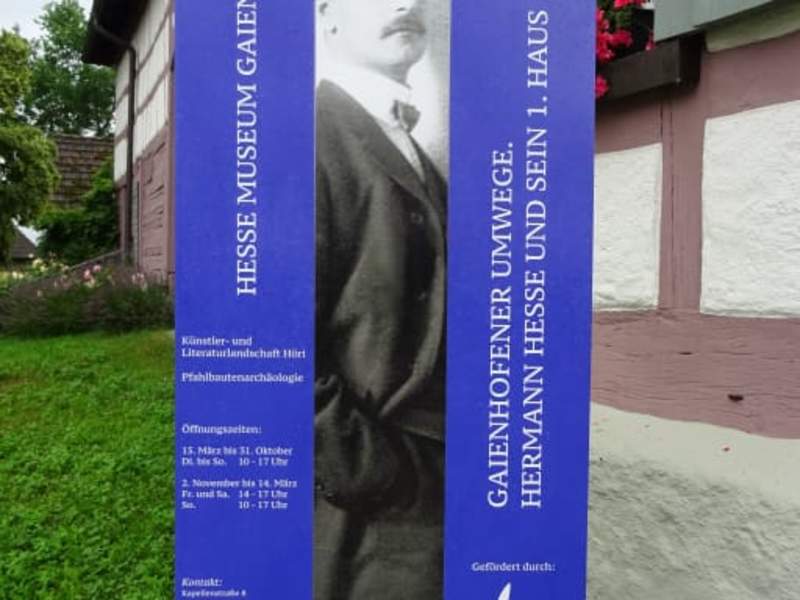 HESSE MUSEUM GAIEN
Künstler- und
Literaturlandschaft Höri
Pfahlbautenarchäologie
Öffnungszeiten:
15. März bis 31. Oktober
Di. bis So. 10 - 17 Uhr
2. November bis 14. März
Fr. und Sa. 14 - 17 Uhr
So. 10 - 17 Uhr
Kontakt:
Kapellenstraße 8
GAIENHOFENER UMWEGE.
HERMANN HESSE UND SEIN 1. HAUS
Gefördert durch: